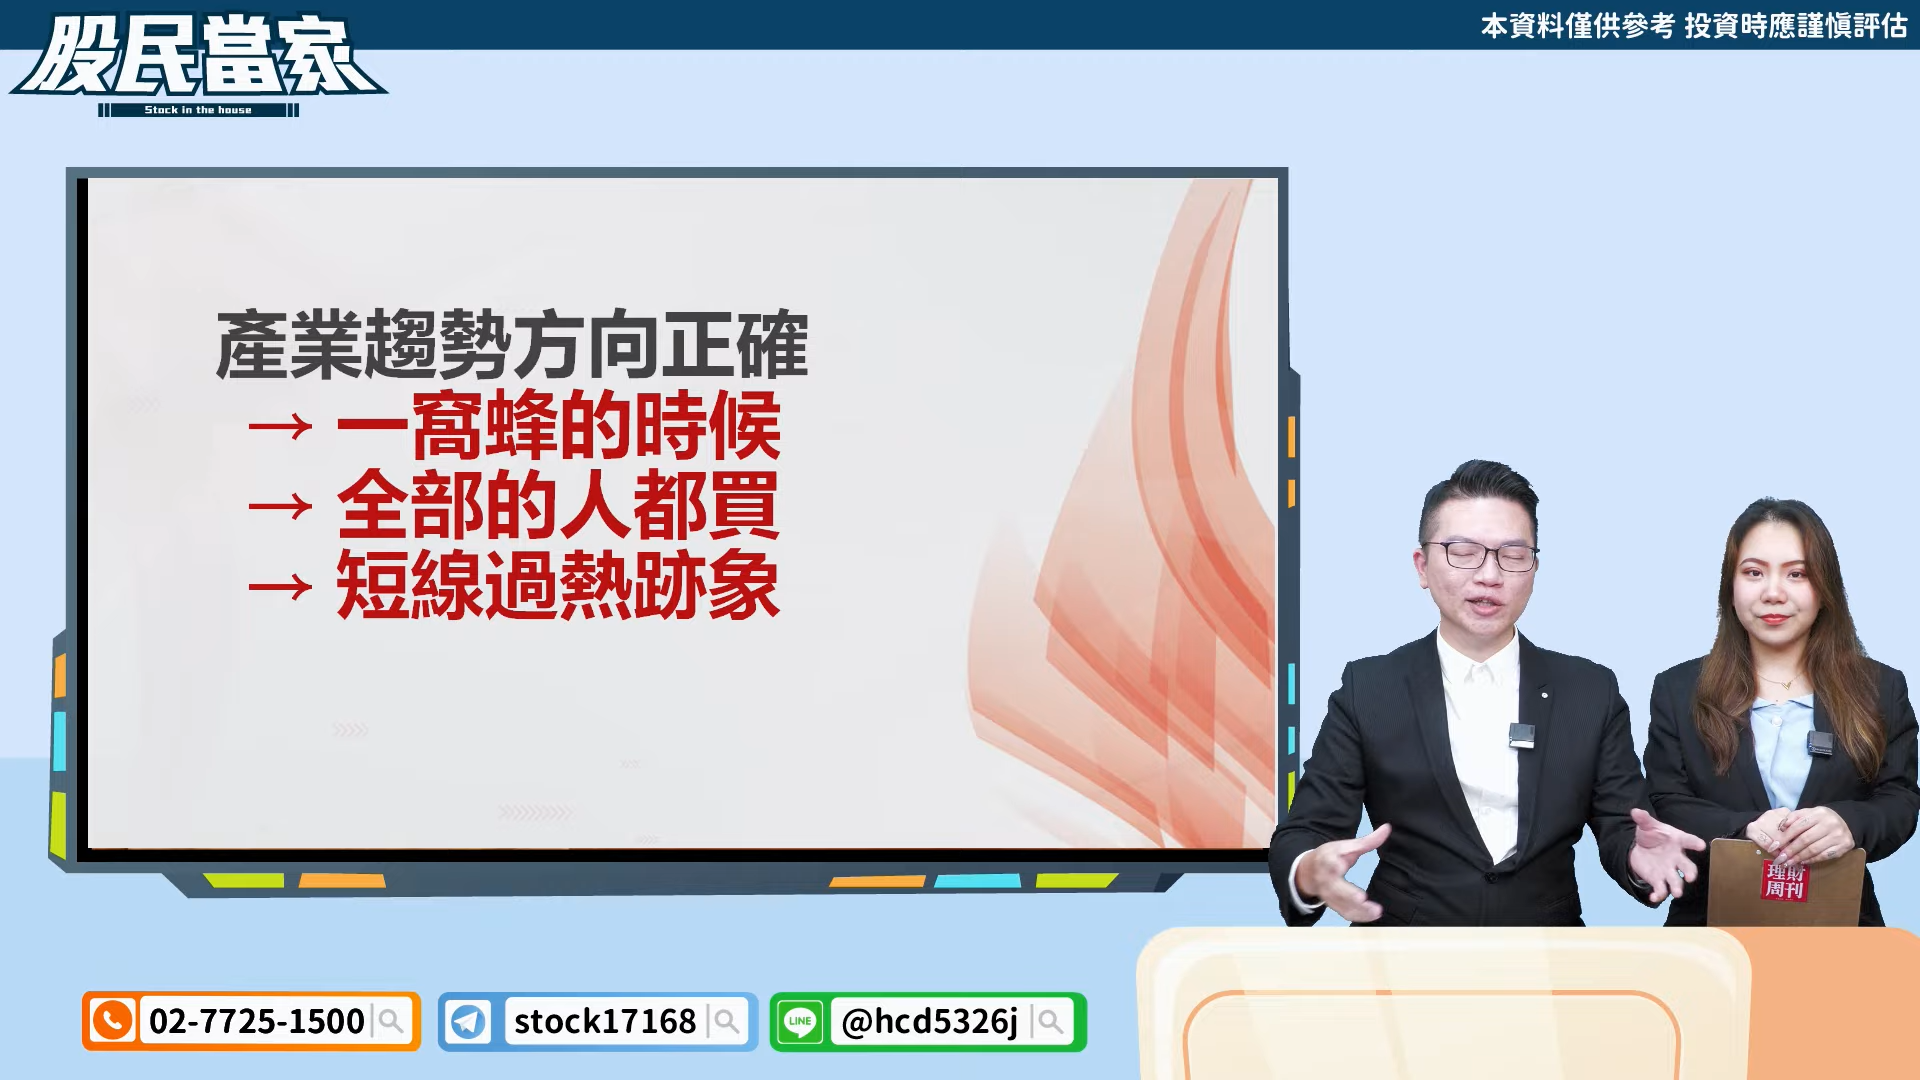 股民當家
Stock in the house
本資料僅供參考 投資時應謹慎評估
產業趨勢方向正確
→ 一窩蜂的時候
→ 全部的人都買
→ 短線過熱跡象
理財
周刊
02-7725-1500
stock17168
LINE
@hcd5326j